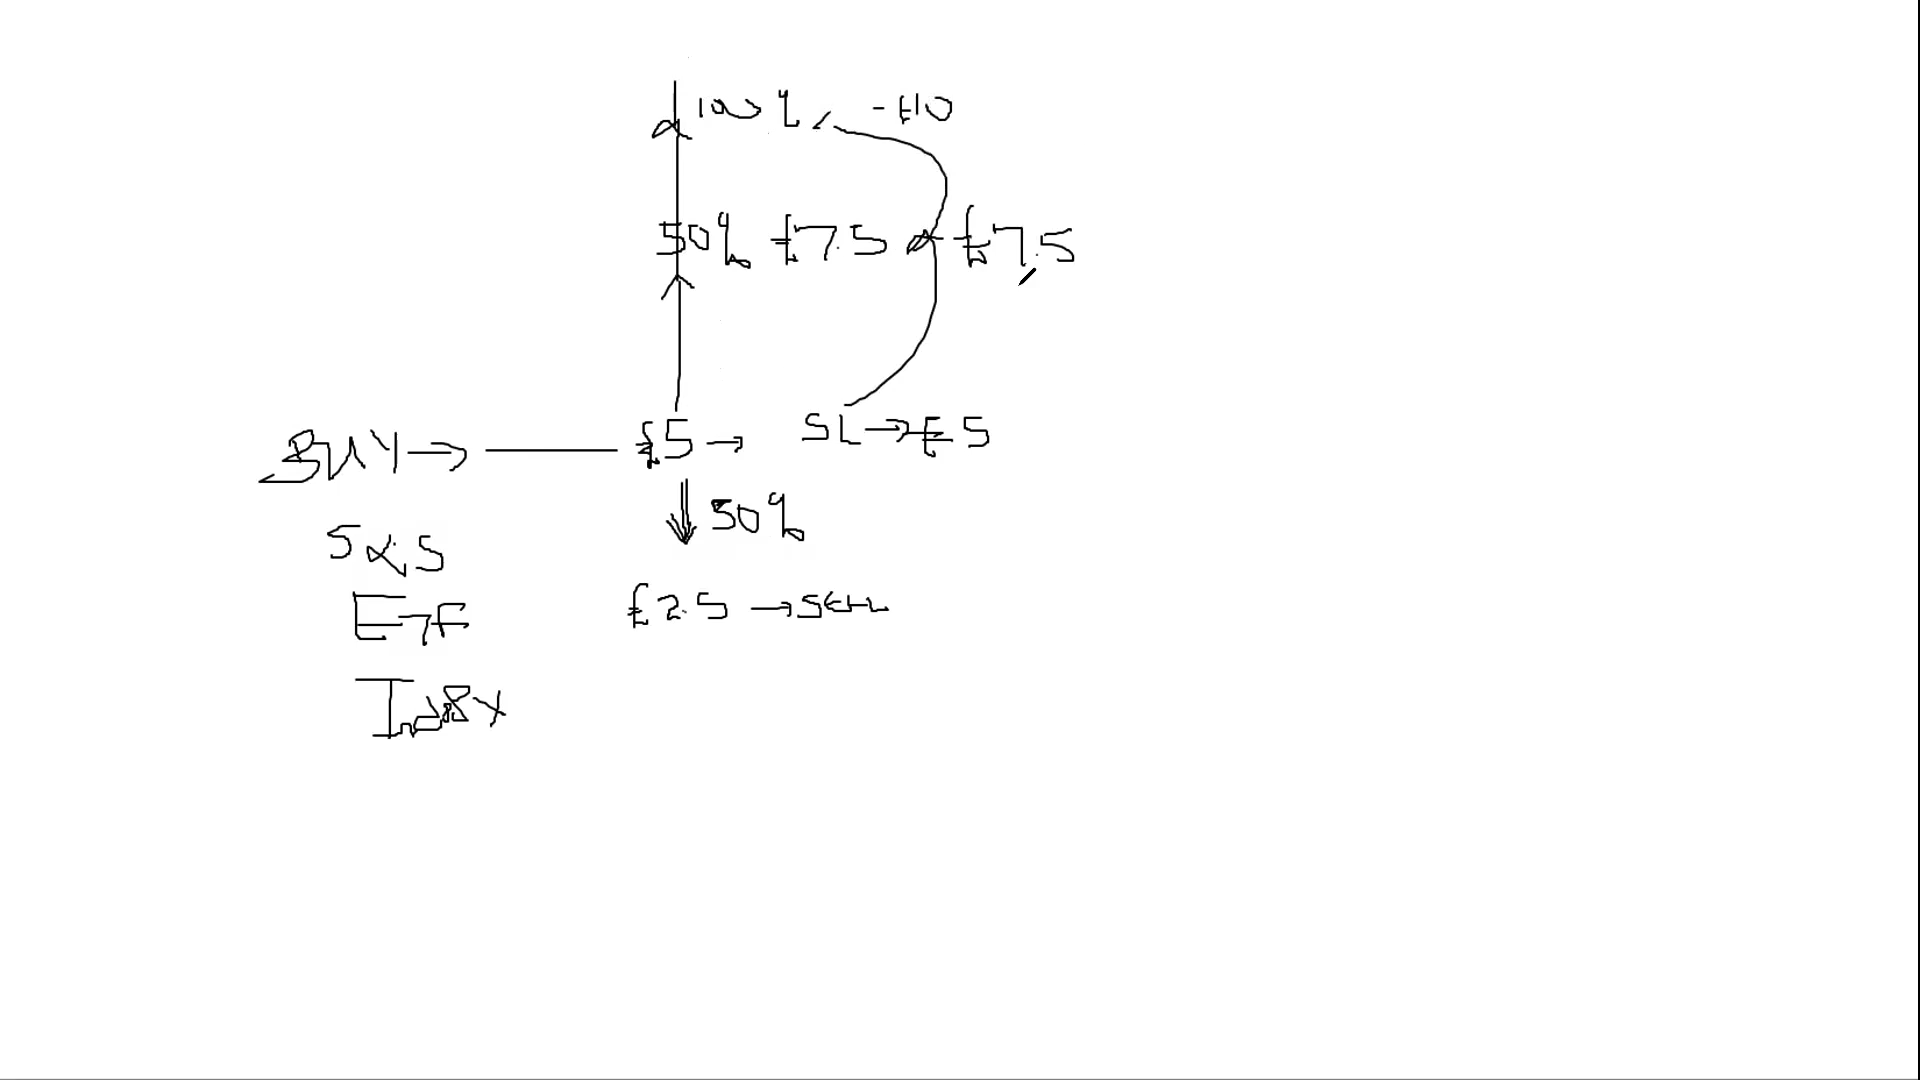 100% -£10
50% £7.5 £7.5
BUY → £5 → SL → £5
50%
S&S
ETF £2.5 → SELL
Index